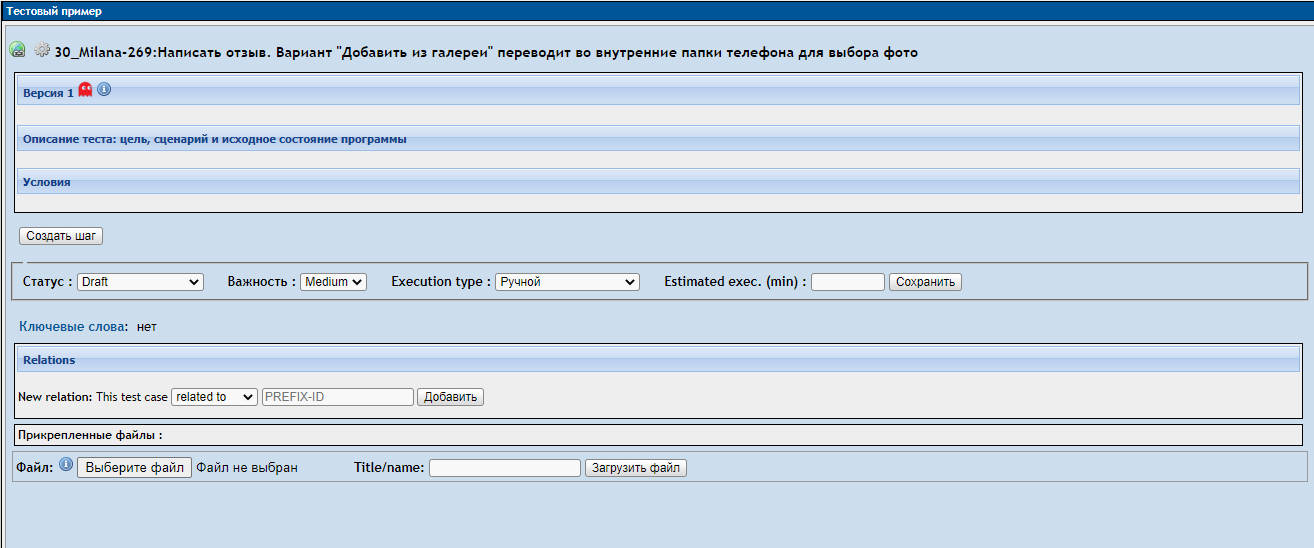 Тестовый пример
30_Milana-269:Написать отзыв. Вариант "Добавить из галереи" переводит во внутренние папки телефона для выбора фото
Версия 1
Описание теста: цель, сценарий и исходное состояние программы
Условия
Создать шаг
Статус : Draft Важность : Medium Execution type : Ручной Estimated exec. (min) : Сохранить
Ключевые слова: нет
Relations
New relation: This test case related to PREFIX-ID Добавить
Прикрепленные файлы :
Файл: Выберите файл Файл не выбран Title/name: Загрузить файл